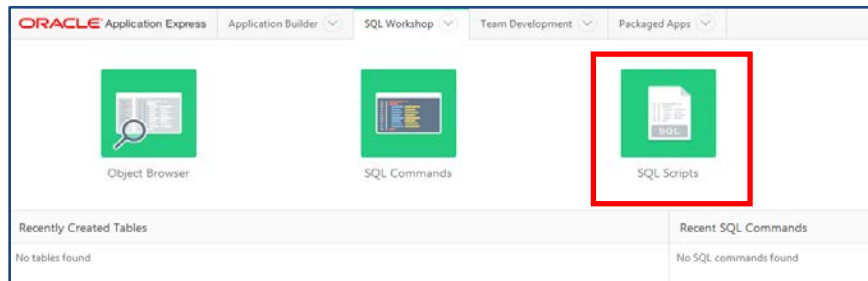 ORACLE Application Express Application Builder SQL Workshop Team Development Packaged Apps
SQL
Object Browser SQL Commands SQL Scripts
Recently Created Tables Recent SQL Commands
No tables found No SQL commands found